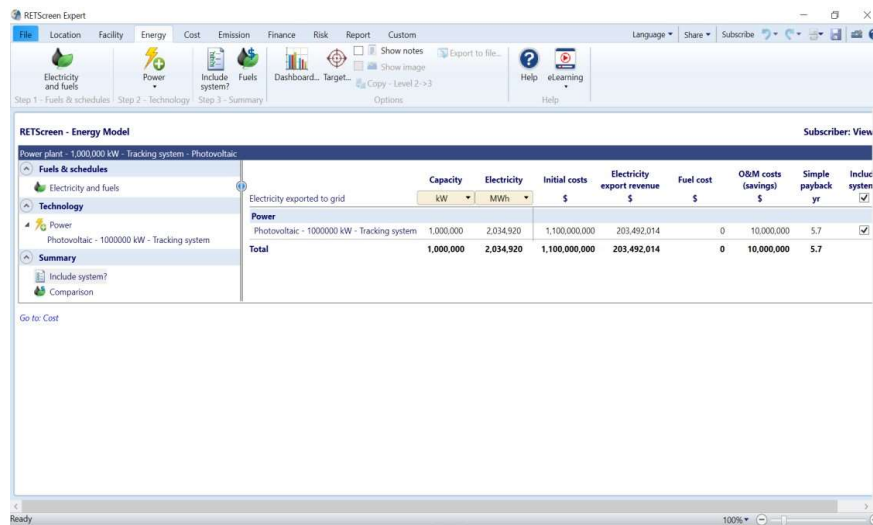 RETScreen Expert
File Location Facility Energy Cost Emission Finance Risk Report Custom Language Share Subscribe
Electricity and fuels
Power
Include system?
Fuels
Dashboard...
Target...
Show notes
Show image
Copy - Level 2->3
Export to file...
Help
eLearning
Step 1 - Fuels & schedules Step 2 - Technology Step 3 - Summary Options Help
RETScreen - Energy Model Subscriber: View
Power plant - 1,000,000 kW - Tracking system - Photovoltaic
Fuels & schedules
Electricity and fuels
Technology
Power
Photovoltaic - 1000000 kW - Tracking system
Summary
Include system?
Comparison
Capacity Electricity Initial costs Electricity export revenue Fuel cost O&M costs (savings) Simple payback Includ system
Electricity exported to grid kW MWh $ $ $ $ yr
Power
Photovoltaic - 1000000 kW - Tracking system 1,000,000 2,034,920 1,100,000,000 203,492,014 0 10,000,000 5.7
Total 1,000,000 2,034,920 1,100,000,000 203,492,014 0 10,000,000 5.7
Go to: Cost
Ready 100%